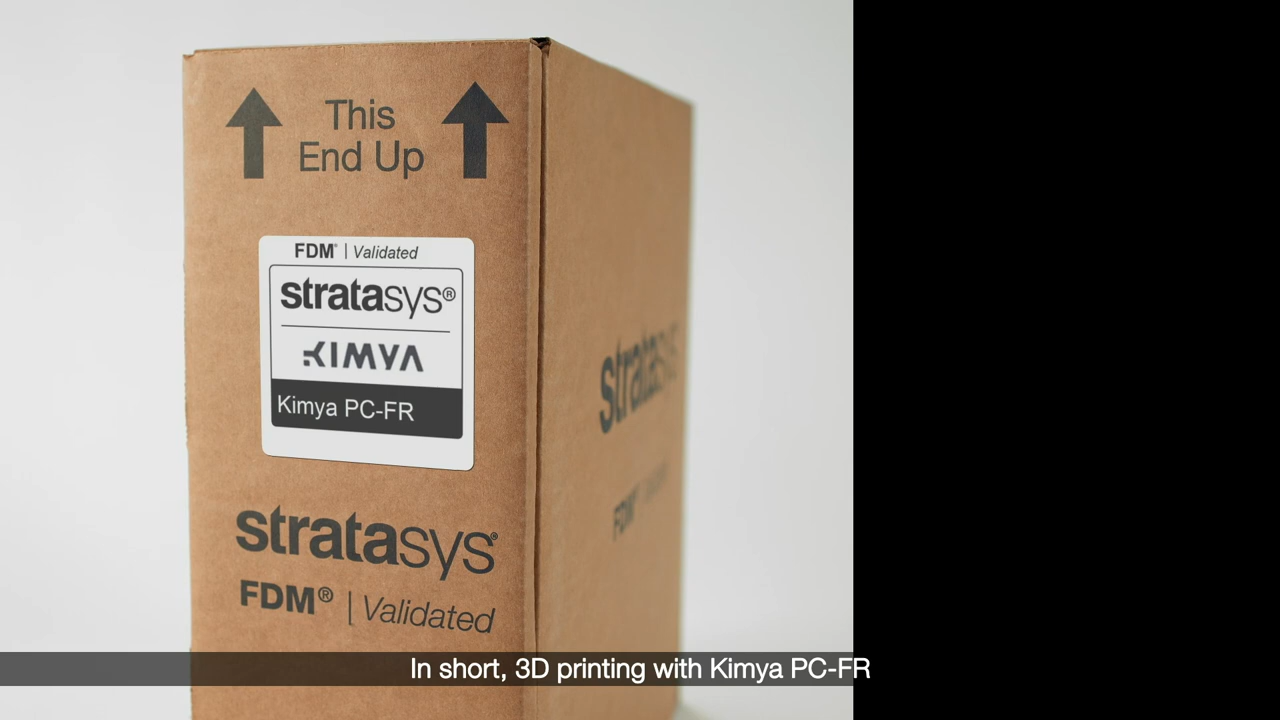 This
End Up
FDM® | Validated
stratasys®
KIMYA
Kimya PC-FR
stratasys®
FDM® | Validated
stratasys
FDM®
In short, 3D printing with Kimya PC-FR